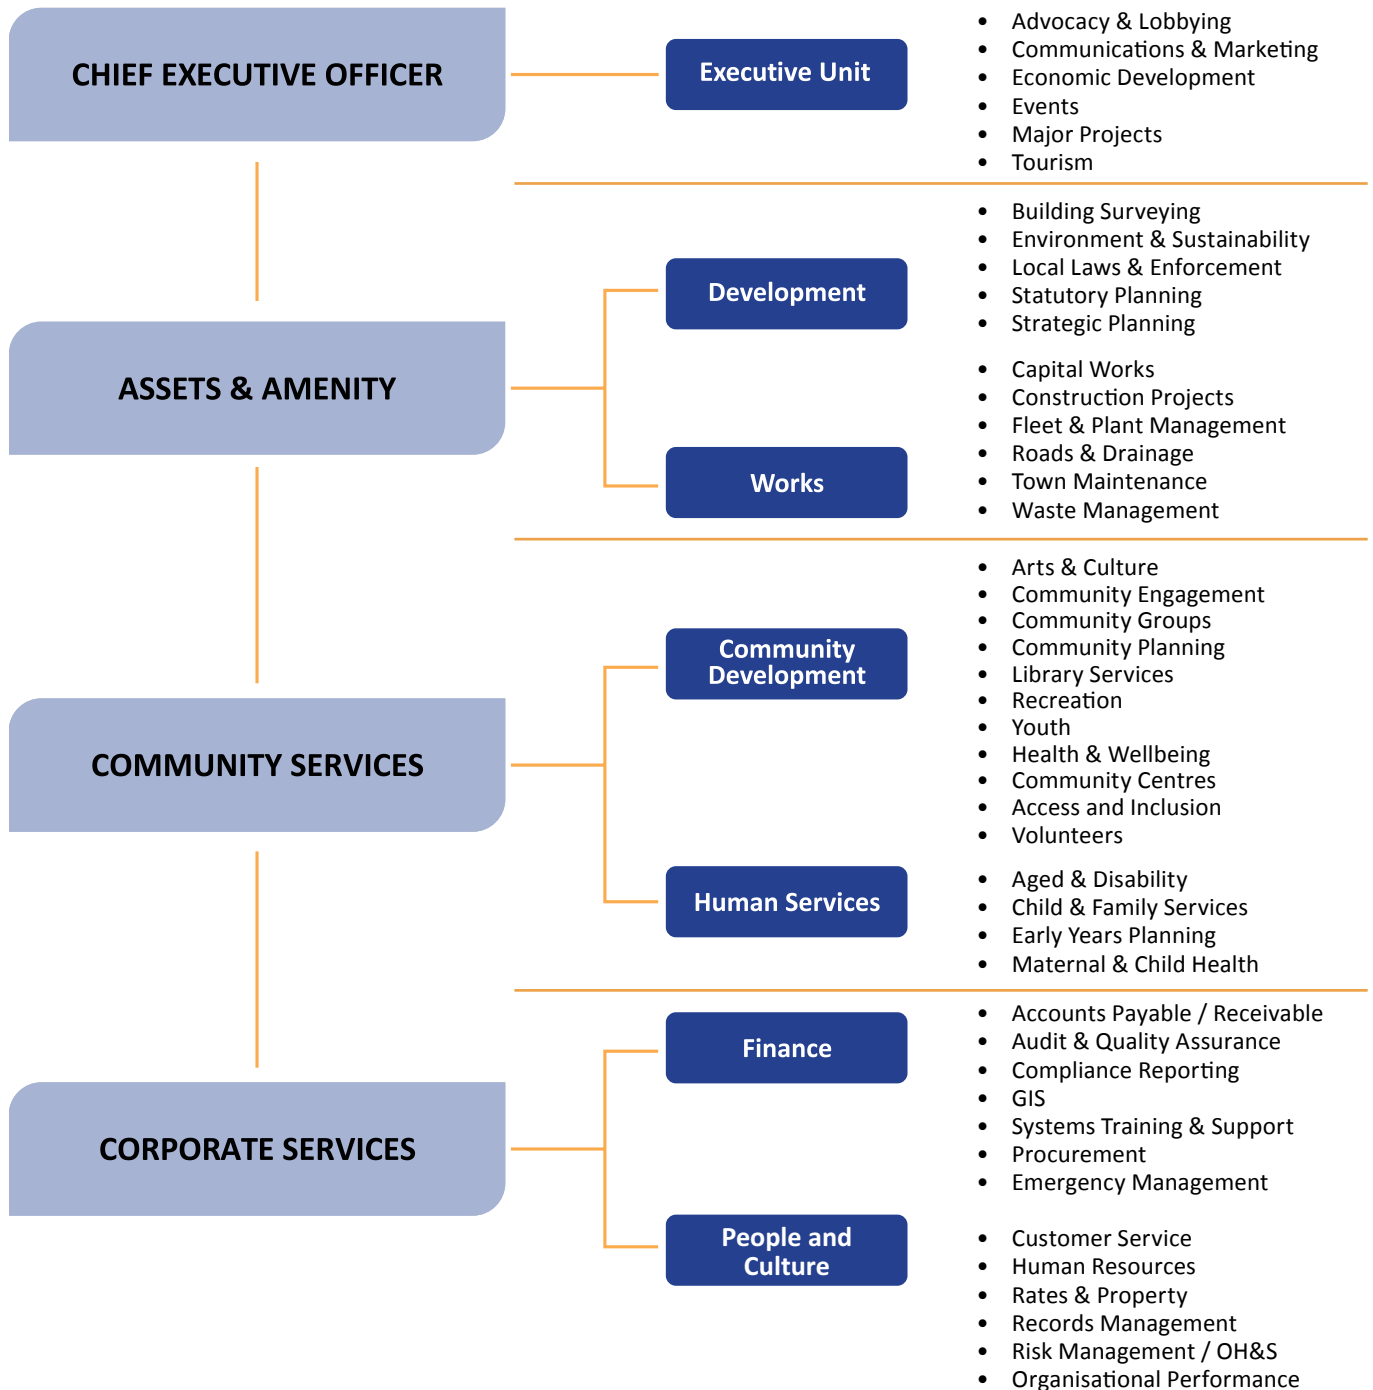 CHIEF EXECUTIVE OFFICER
Executive Unit
• Advocacy & Lobbying
• Communications & Marketing
• Economic Development
• Events
• Major Projects
• Tourism
ASSETS & AMENITY
Development
• Building Surveying
• Environment & Sustainability
• Local Laws & Enforcement
• Statutory Planning
• Strategic Planning
Works
• Capital Works
• Construction Projects
• Fleet & Plant Management
• Roads & Drainage
• Town Maintenance
• Waste Management
COMMUNITY SERVICES
Community
Development
• Arts & Culture
• Community Engagement
• Community Groups
• Community Planning
• Library Services
• Recreation
• Youth
• Health & Wellbeing
• Community Centres
• Access and Inclusion
• Volunteers
Human Services
• Aged & Disability
• Child & Family Services
• Early Years Planning
• Maternal & Child Health
CORPORATE SERVICES
Finance
• Accounts Payable / Receivable
• Audit & Quality Assurance
• Compliance Reporting
• GIS
• Systems Training & Support
• Procurement
• Emergency Management
People and
Culture
• Customer Service
• Human Resources
• Rates & Property
• Records Management
• Risk Management / OH&S
• Organisational Performance